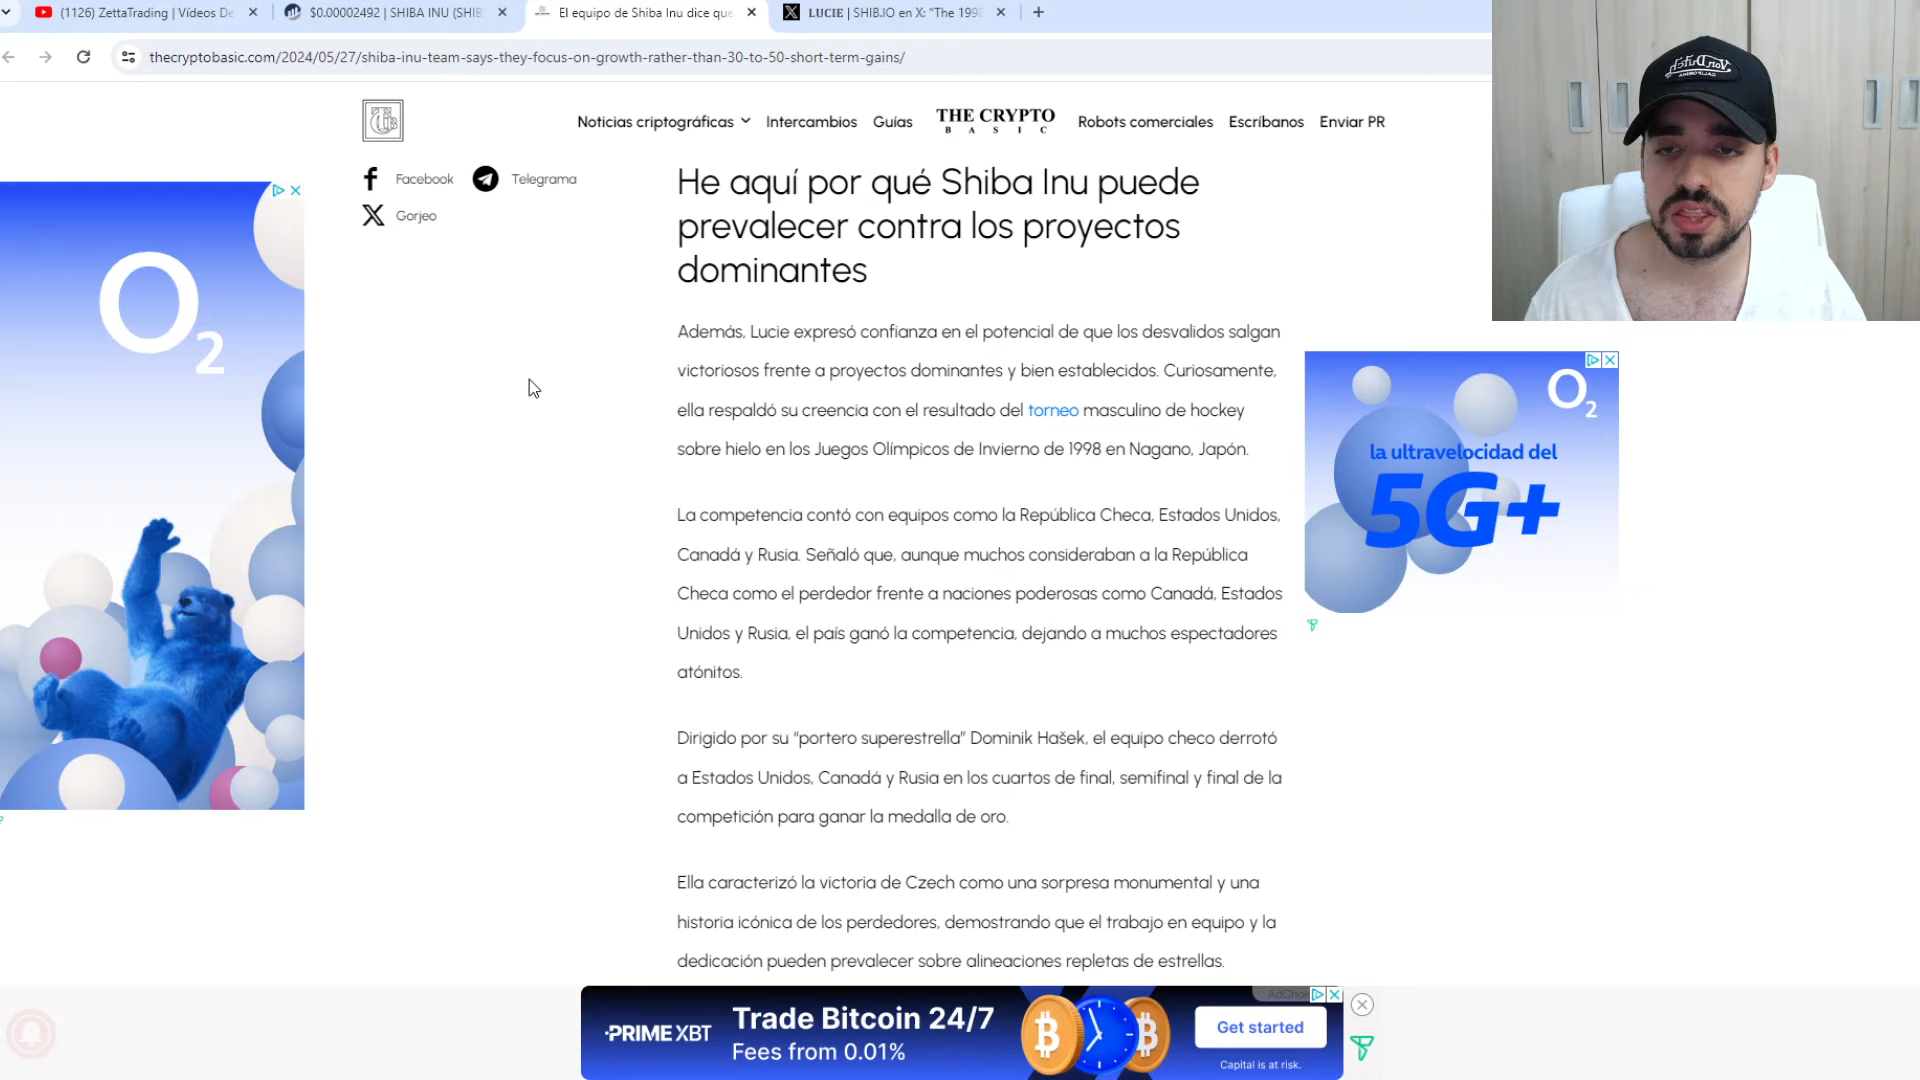 (1126) ZettaTrading | Vídeos De
$0.00002492 | SHIBA INU (SHIB
El equipo de Shiba Inu dice que
LUCIE | SHIB.IO en X: "The 1998
thecryptobasic.com/2024/05/27/shiba-inu-team-says-they-focus-on-growth-rather-than-30-to-50-short-term-gains/
Noticias criptográficas
Intercambios
Guías
THE CRYPTO
BASIC
Robots comerciales
Escríbanos
Enviar PR
Facebook
Telegrama
Gorjeo
He aquí por qué Shiba Inu puede
prevalecer contra los proyectos
dominantes
Además, Lucie expresó confianza en el potencial de que los desvalidos salgan
victoriosos frente a proyectos dominantes y bien establecidos. Curiosamente,
ella respaldó su creencia con el resultado del torneo masculino de hockey
sobre hielo en los Juegos Olímpicos de Invierno de 1998 en Nagano, Japón.
La competencia contó con equipos como la República Checa, Estados Unidos,
Canadá y Rusia. Señaló que, aunque muchos consideraban a la República
Checa como el perdedor frente a naciones poderosas como Canadá, Estados
Unidos y Rusia, el país ganó la competencia, dejando a muchos espectadores
atónitos.
Dirigido por su “portero superestrella” Dominik Hašek, el equipo checo derrotó
a Estados Unidos, Canadá y Rusia en los cuartos de final, semifinal y final de la
competición para ganar la medalla de oro.
Ella caracterizó la victoria de Czech como una sorpresa monumental y una
historia icónica de los perdedores, demostrando que el trabajo en equipo y la
dedicación pueden prevalecer sobre alineaciones repletas de estrellas.
O2
O2
la ultravelocidad del
5G+
Von Dutch
PRIME XBT
Trade Bitcoin 24/7
Fees from 0.01%
Get started
Capital is at risk.